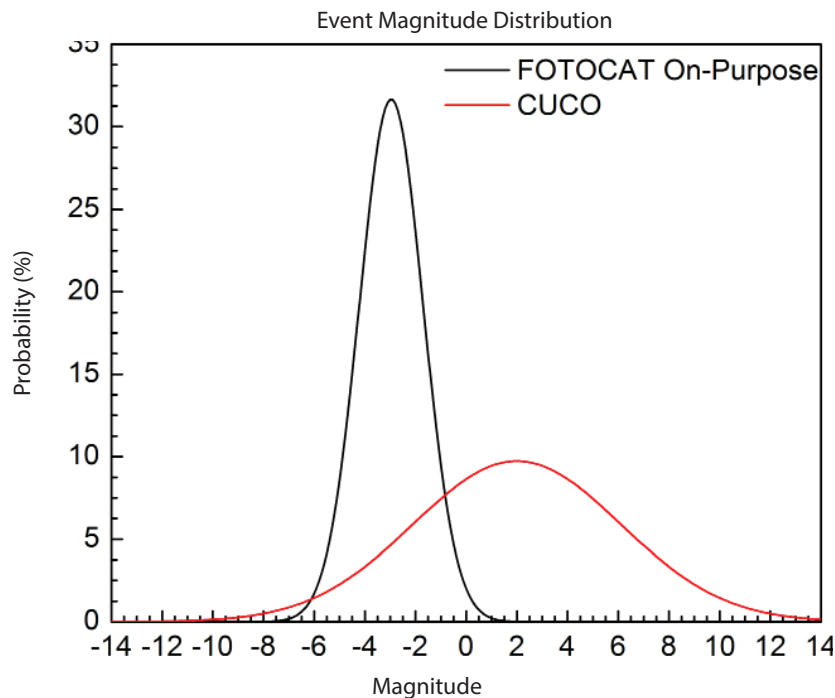 Event Magnitude Distribution
35
FOTOCAT On-Purpose
CUCO
30
25
20
15
10
5
0
Probability (%)
-14 -12 -10 -8 -6 -4 -2 0 2 4 6 8 10 12 14
Magnitude